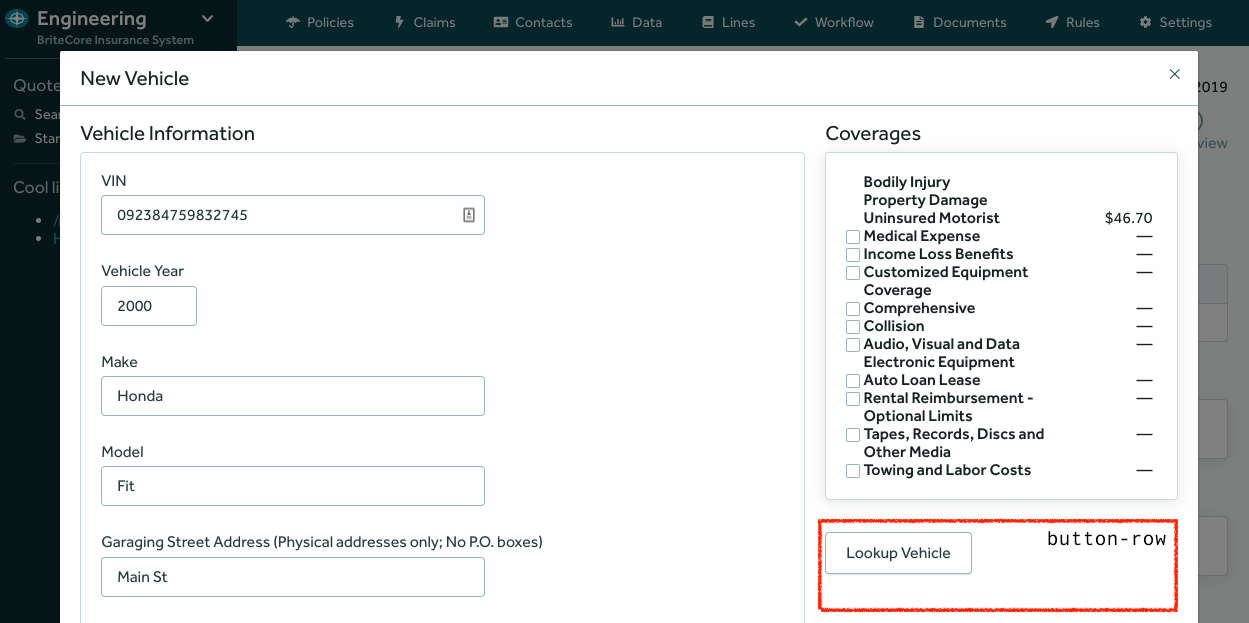 Engineering
BriteCore Insurance System
Policies
Claims
Contacts
Data
Lines
Workflow
Documents
Rules
Settings
Quote
Sea
Star
Cool li
New Vehicle
2019
view
Vehicle Information
VIN
092384759832745
Vehicle Year
2000
Make
Honda
Model
Fit
Garaging Street Address (Physical addresses only; No P.O. boxes)
Main St
Coverages
Bodily Injury
Property Damage
Uninsured Motorist $46.70
Medical Expense —
Income Loss Benefits —
Customized Equipment —
Coverage
Comprehensive —
Collision —
Audio, Visual and Data —
Electronic Equipment
Auto Loan Lease —
Rental Reimbursement - —
Optional Limits
Tapes, Records, Discs and —
Other Media
Towing and Labor Costs —
button-row
Lookup Vehicle